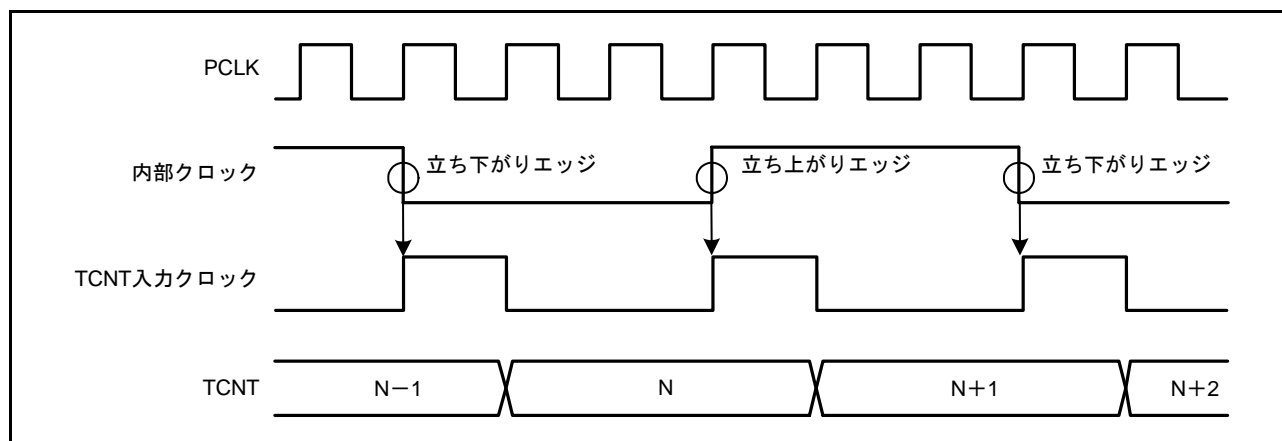 PCLK
内部クロック
立ち下がりエッジ
立ち上がりエッジ
立ち下がりエッジ
TCNT入力クロック
TCNT
N−1
N
N+1
N+2